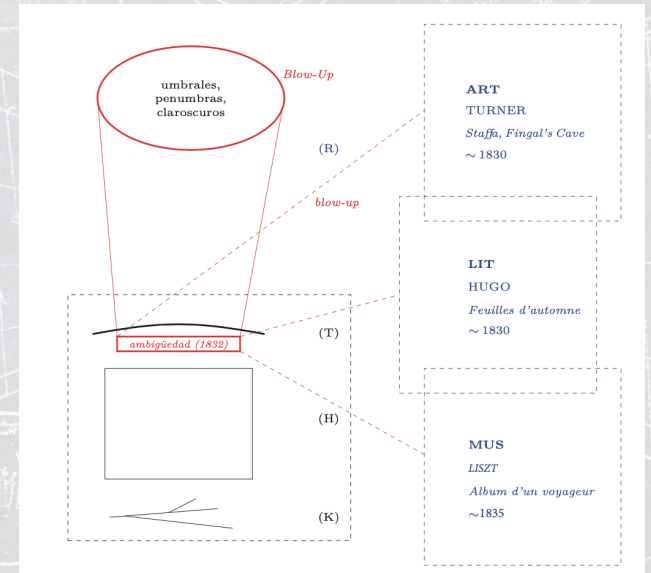 Blow-Up
umbrales,
penumbras,
claroscuros
(R)
blow-up
(T)
ambigüedad (1832)
(H)
(K)
ART
TURNER
Staffa, Fingal's Cave
∼ 1830
LIT
HUGO
Feuilles d'automne
∼ 1830
MUS
LISZT
Album d'un voyageur
∼1835